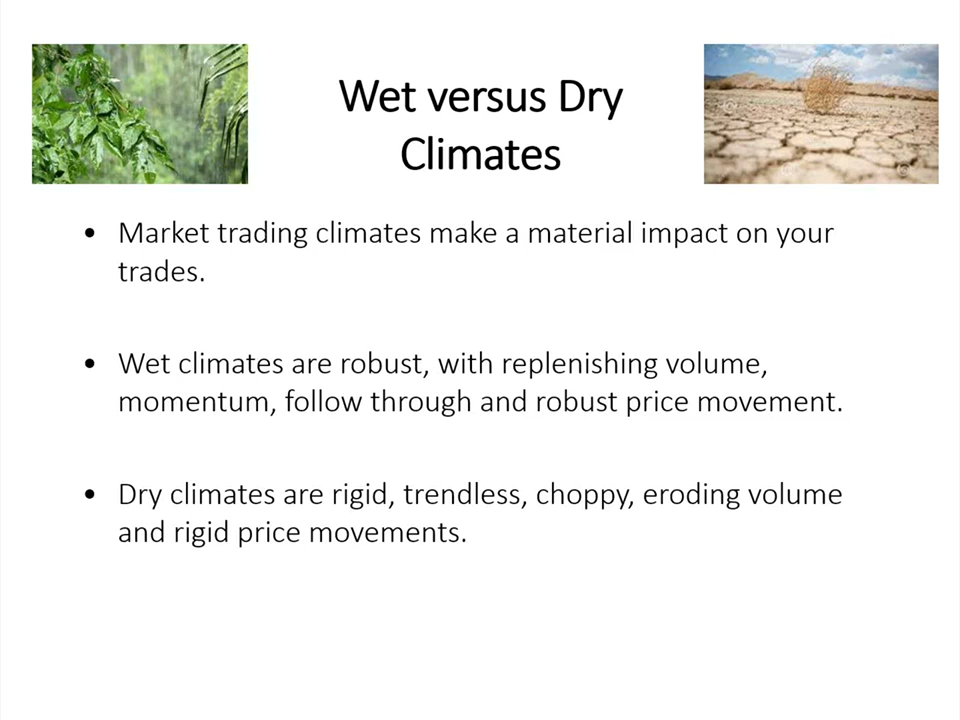 Wet versus Dry
Climates
• Market trading climates make a material impact on your
trades.
• Wet climates are robust, with replenishing volume,
momentum, follow through and robust price movement.
• Dry climates are rigid, trendless, choppy, eroding volume
and rigid price movements.